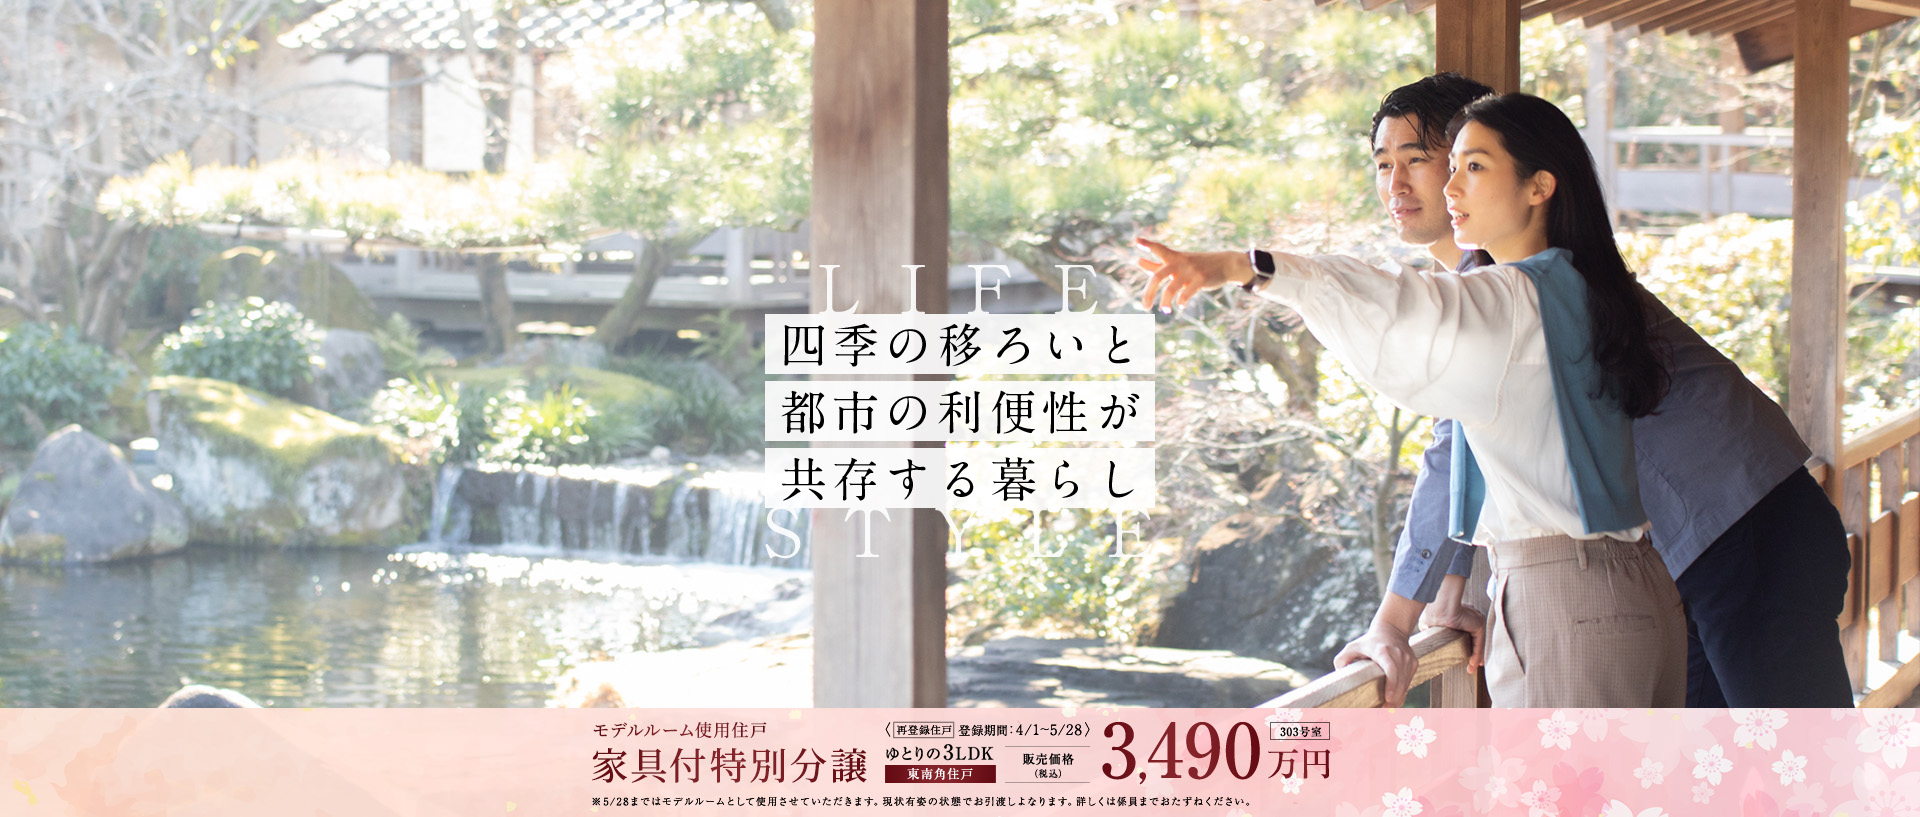 LIFE
四季の移ろいと
都市の利便性が
共存する暮らし
STYLE
モデルルーム使用住戸
家具付特別分譲
〈再登録住戸 登録期間：4/1~5/28〉
ゆとりの3LDK
東南角住戸
販売価格
(税込)
3,490万円
303号室
※5/28まではモデルルームとして使用させていただきます。現状有姿の状態でお引渡しよなります。詳しくは係員までおたずねください。